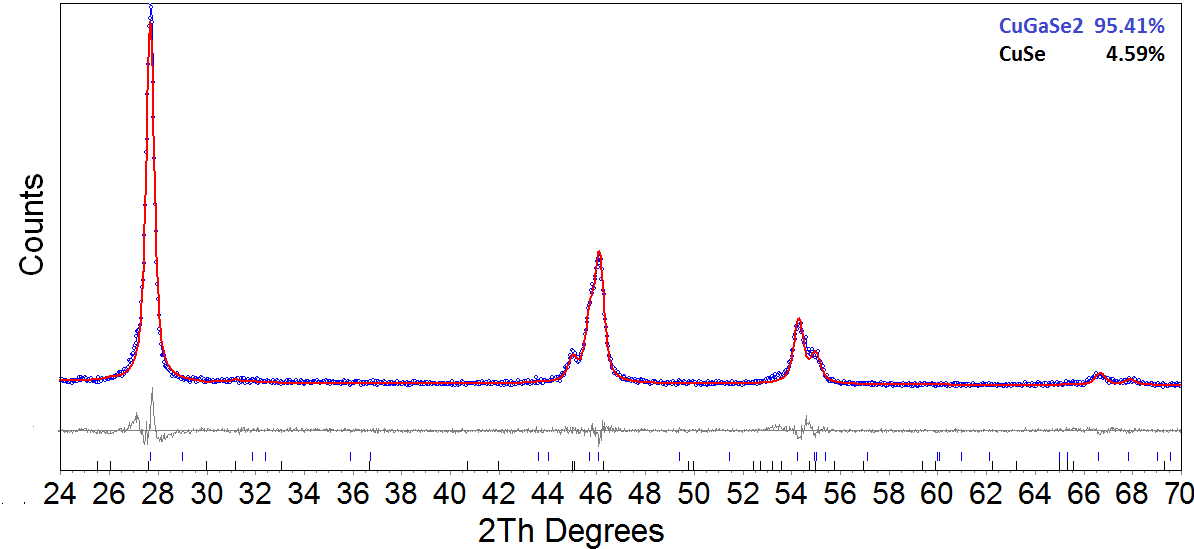 CuGaSe2 95.41%
CuSe 4.59%
Counts
24 26 28 30 32 34 36 38 40 42 44 46 48 50 52 54 56 58 60 62 64 66 68 70
2Th Degrees